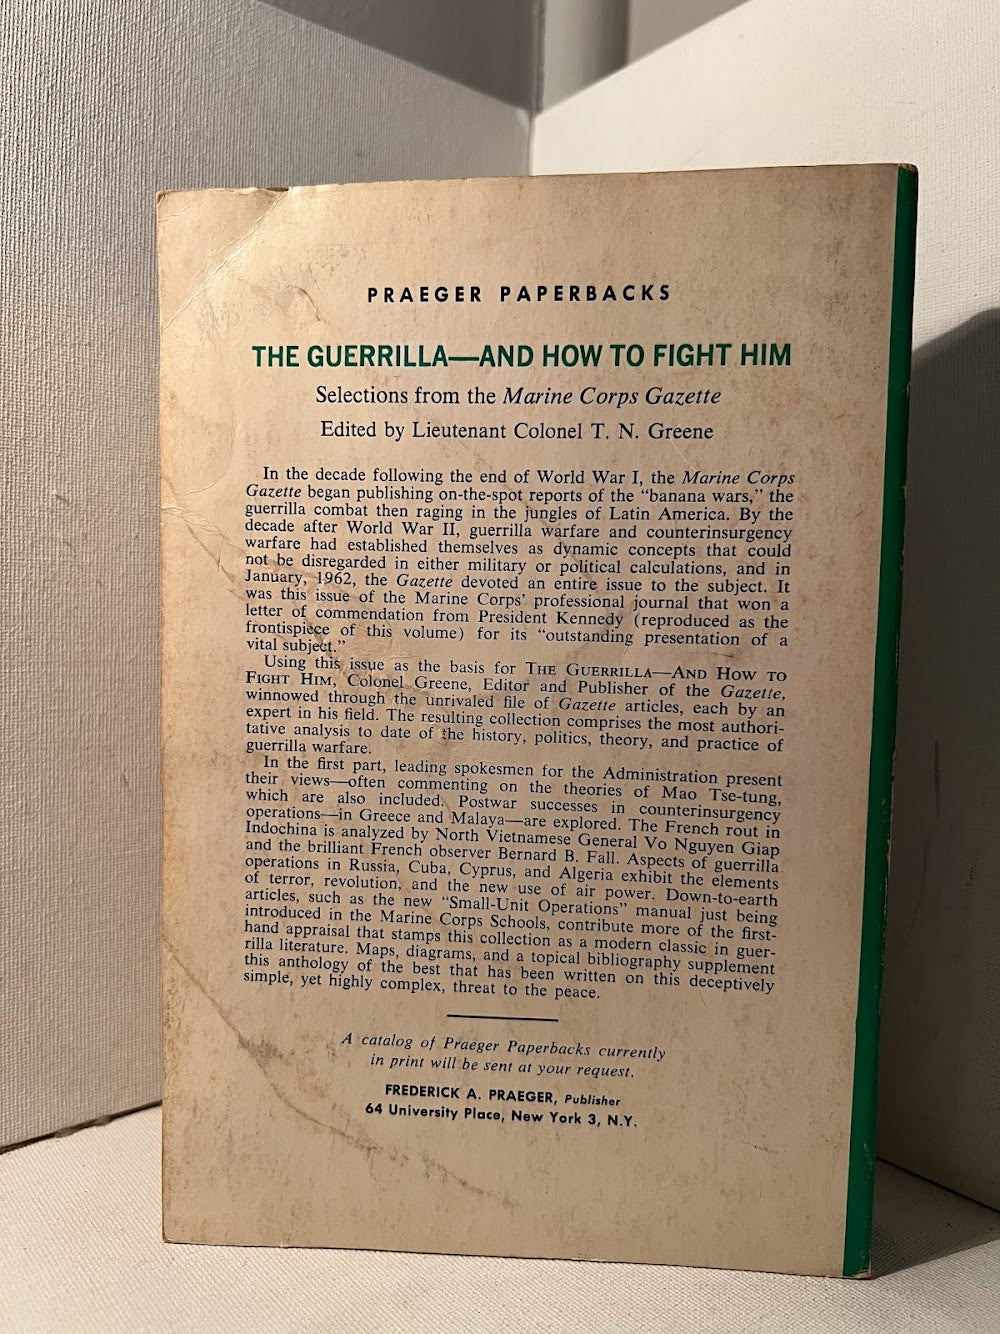 PRAEGER PAPERBACKS
THE GUERRILLA—AND HOW TO FIGHT HIM
Selections from the Marine Corps Gazette
Edited by Lieutenant Colonel T. N. Greene
In the decade following the end of World War I, the Marine Corps
Gazette began publishing on-the-spot reports of the “banana wars,” the
guerrilla combat then raging in the jungles of Latin America. By the
decade after World War II, guerrilla warfare and counterinsurgency
warfare had established themselves as dynamic concepts that could
not be disregarded in either military or political calculations, and in
January, 1962, the Gazette devoted an entire issue to the subject. It
was this issue of the Marine Corps’ professional journal that won a
letter of commendation from President Kennedy (reproduced as the
frontispiece of this volume) for its “outstanding presentation of a
vital subject.”
Using this issue as the basis for THE GUERRILLA—AND HOW TO
FIGHT HIM, Colonel Greene, Editor and Publisher of the Gazette,
winnowed through the unrivaled file of Gazette articles, each by an
expert in his field. The resulting collection comprises the most authori-
tative analysis to date of the history, politics, theory, and practice of
guerrilla warfare.
In the first part, leading spokesmen for the Administration present
their views—often commenting on the theories of Mao Tse-tung,
which are also included. Postwar successes in counterinsurgency
operations—in Greece and Malaya—are explored. The French rout in
Indochina is analyzed by North Vietnamese General Vo Nguyen Giap
and the brilliant French observer Bernard B. Fall. Aspects of guerrilla
operations in Russia, Cuba, Cyprus, and Algeria exhibit the elements
of terror, revolution, and the new use of air power. Down-to-earth
articles, such as the new “Small-Unit Operations” manual just being
introduced in the Marine Corps Schools, contribute more of the first-
hand appraisal that stamps this collection as a modern classic in guer-
rilla literature. Maps, diagrams, and a topical bibliography supplement
this anthology of the best that has been written on this deceptively
simple, yet highly complex, threat to the peace.
A catalog of Praeger Paperbacks currently
in print will be sent at your request.
FREDERICK A. PRAEGER, Publisher
64 University Place, New York 3, N.Y.